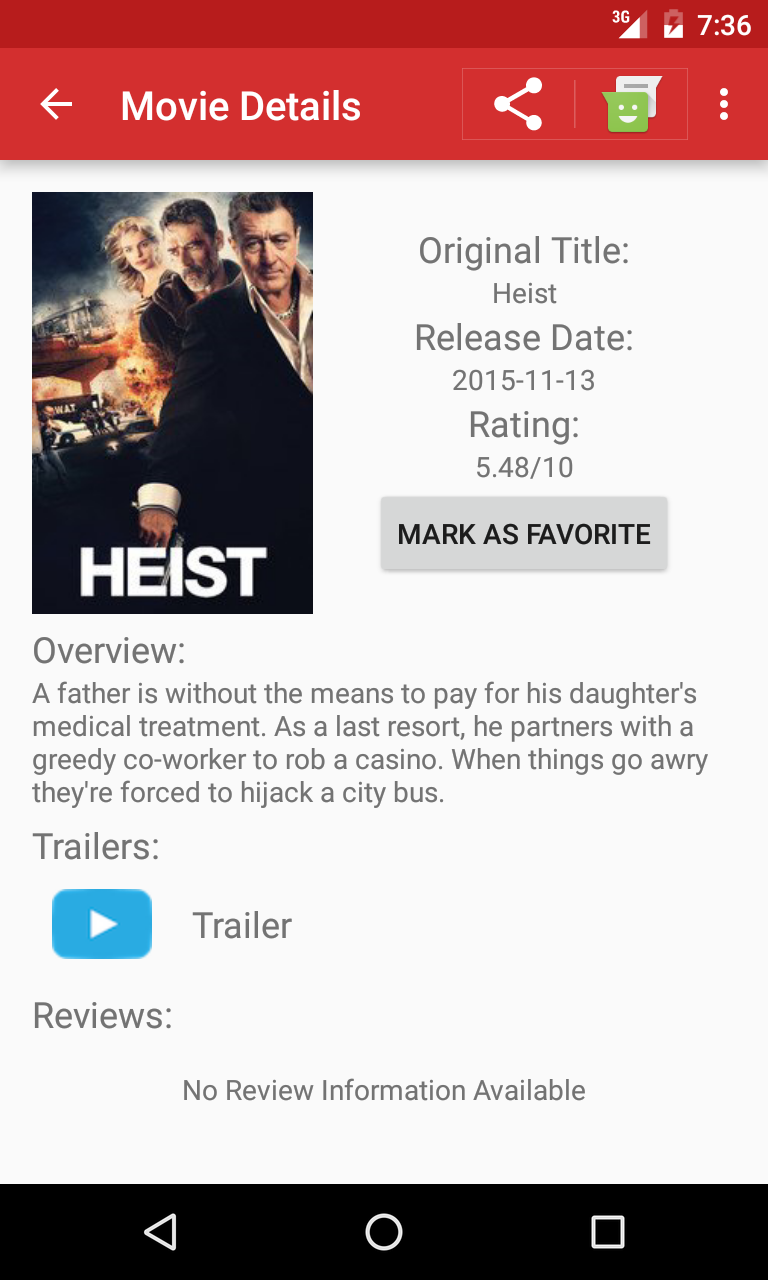 3G 7:36
Movie Details
SWAT
HEIST
Original Title:
Heist
Release Date:
2015-11-13
Rating:
5.48/10
MARK AS FAVORITE
Overview:
A father is without the means to pay for his daughter's
medical treatment. As a last resort, he partners with a
greedy co-worker to rob a casino. When things go awry
they're forced to hijack a city bus.
Trailers:
Trailer
Reviews:
No Review Information Available